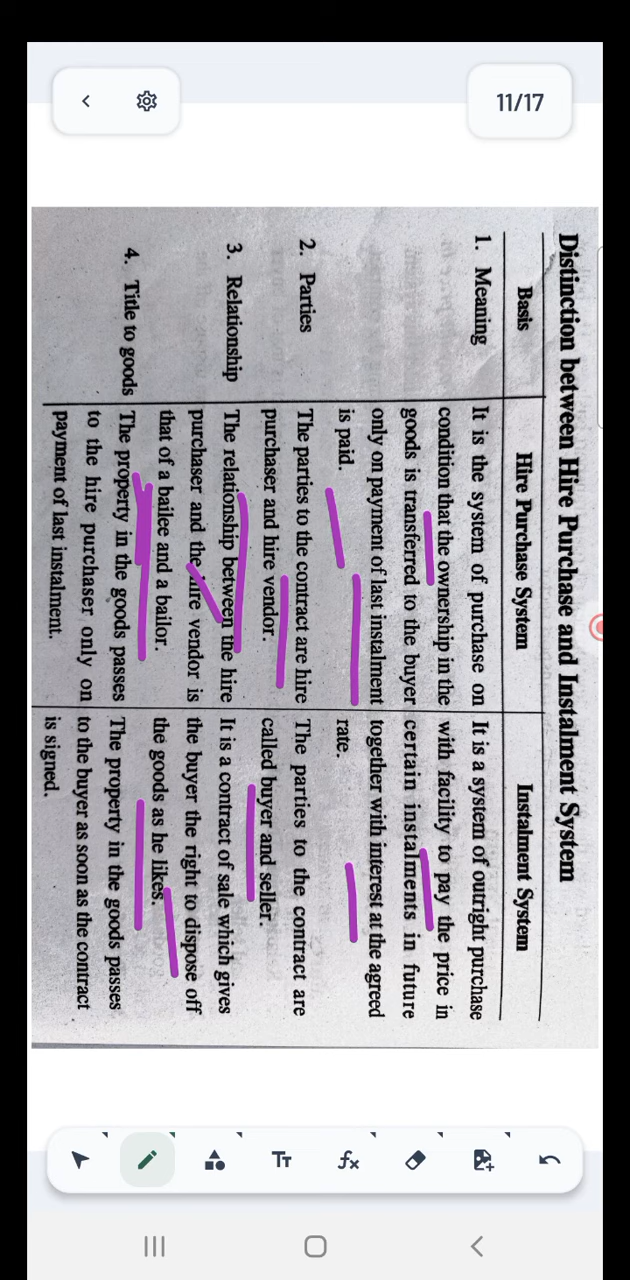 11/17
Distinction between Hire Purchase and Instalment System
Basis Hire Purchase System Instalment System
1. Meaning It is the system of purchase on It is a system of outright purchase
condition that the ownership in the with facility to pay the price in
goods is transferred to the buyer certain instalments in future
only on payment of last instalment together with interest at the agreed
is paid. rate.
2. Parties The parties to the contract are hire The parties to the contract are
purchaser and hire vendor. called buyer and seller.
3. Relationship The relationship between the hire It is a contract of sale which gives
purchaser and the hire vendor is the buyer the right to dispose off
that of a bailee and a bailor. the goods as he likes.
4. Title to goods The property in the goods passes The property in the goods passes
to the hire purchaser only on to the buyer as soon as the contract
payment of last instalment. is signed.
Tт
fx